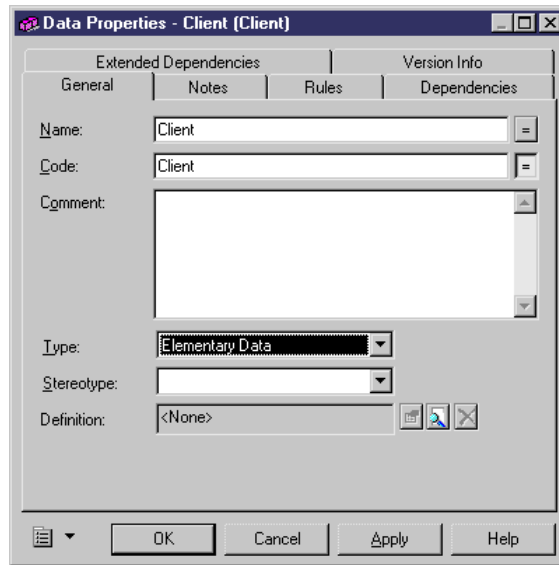 Data Properties - Client (Client)
Extended Dependencies Version Info
General Notes Rules Dependencies
Name: Client =
Code: Client =
Comment:
Type: Elementary Data
Stereotype:
Definition: <None>
OK Cancel Apply Help